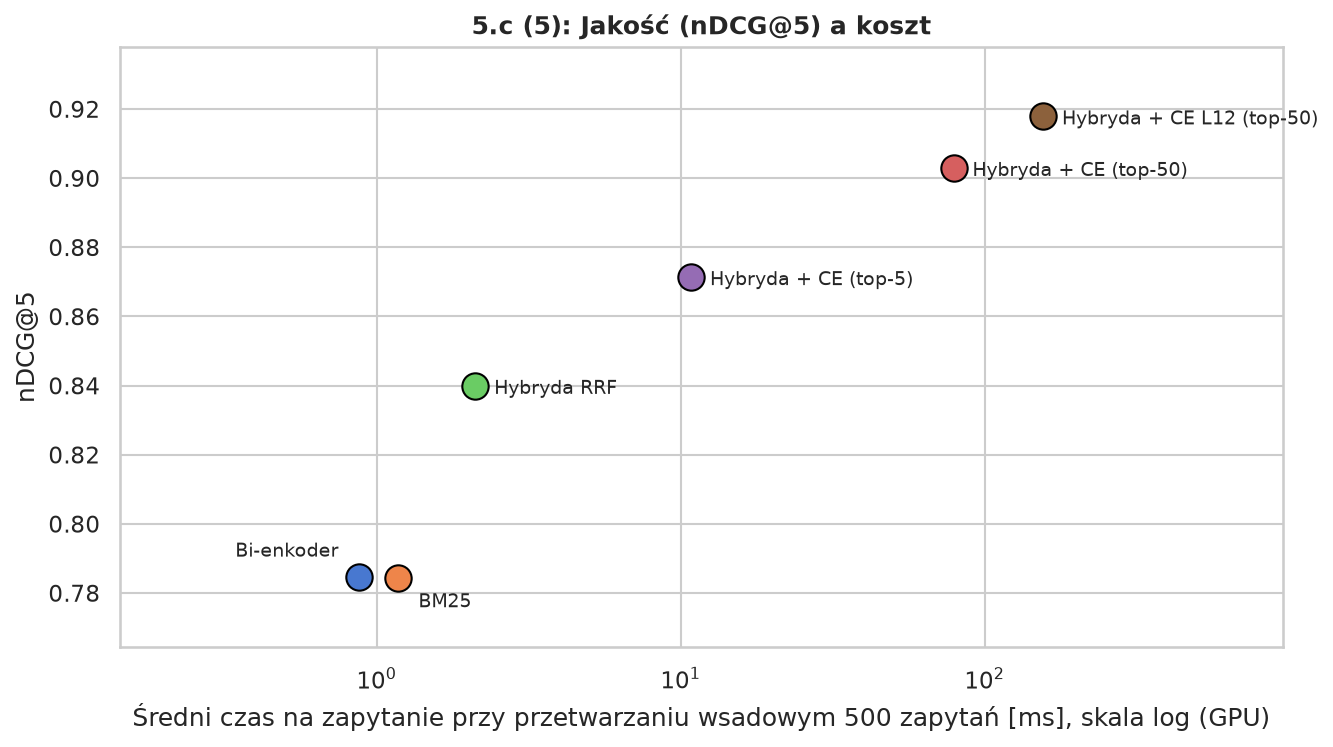 5.c (5): Jakość (nDCG@5) a koszt
nDCG@5
0.92
0.90
0.88
0.86
0.84
0.82
0.80
0.78
Hybryda + CE L12 (top-50)
Hybryda + CE (top-50)
Hybryda + CE (top-5)
Hybryda RRF
Bi-enkoder
BM25
10⁰
10¹
10²
Średni czas na zapytanie przy przetwarzaniu wsadowym 500 zapytań [ms], skala log (GPU)